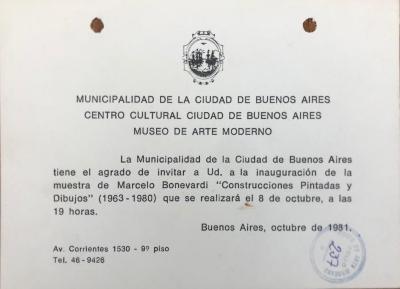 MUNICIPALIDAD DE LA CIUDAD DE BUENOS AIRES
CENTRO CULTURAL CIUDAD DE BUENOS AIRES
MUSEO DE ARTE MODERNO
La Municipalidad de la Ciudad de Buenos Aires
tiene el agrado de invitar a Ud. a la inauguración de la
muestra de Marcelo Bonevardi "Construcciones Pintadas y
Dibujos" (1963-1980) que se realizará el 8 de octubre, a las
19 horas.
Buenos Aires, octubre de 1981.
Av. Corrientes 1530 - 9º piso
Tel. 46-9426
237